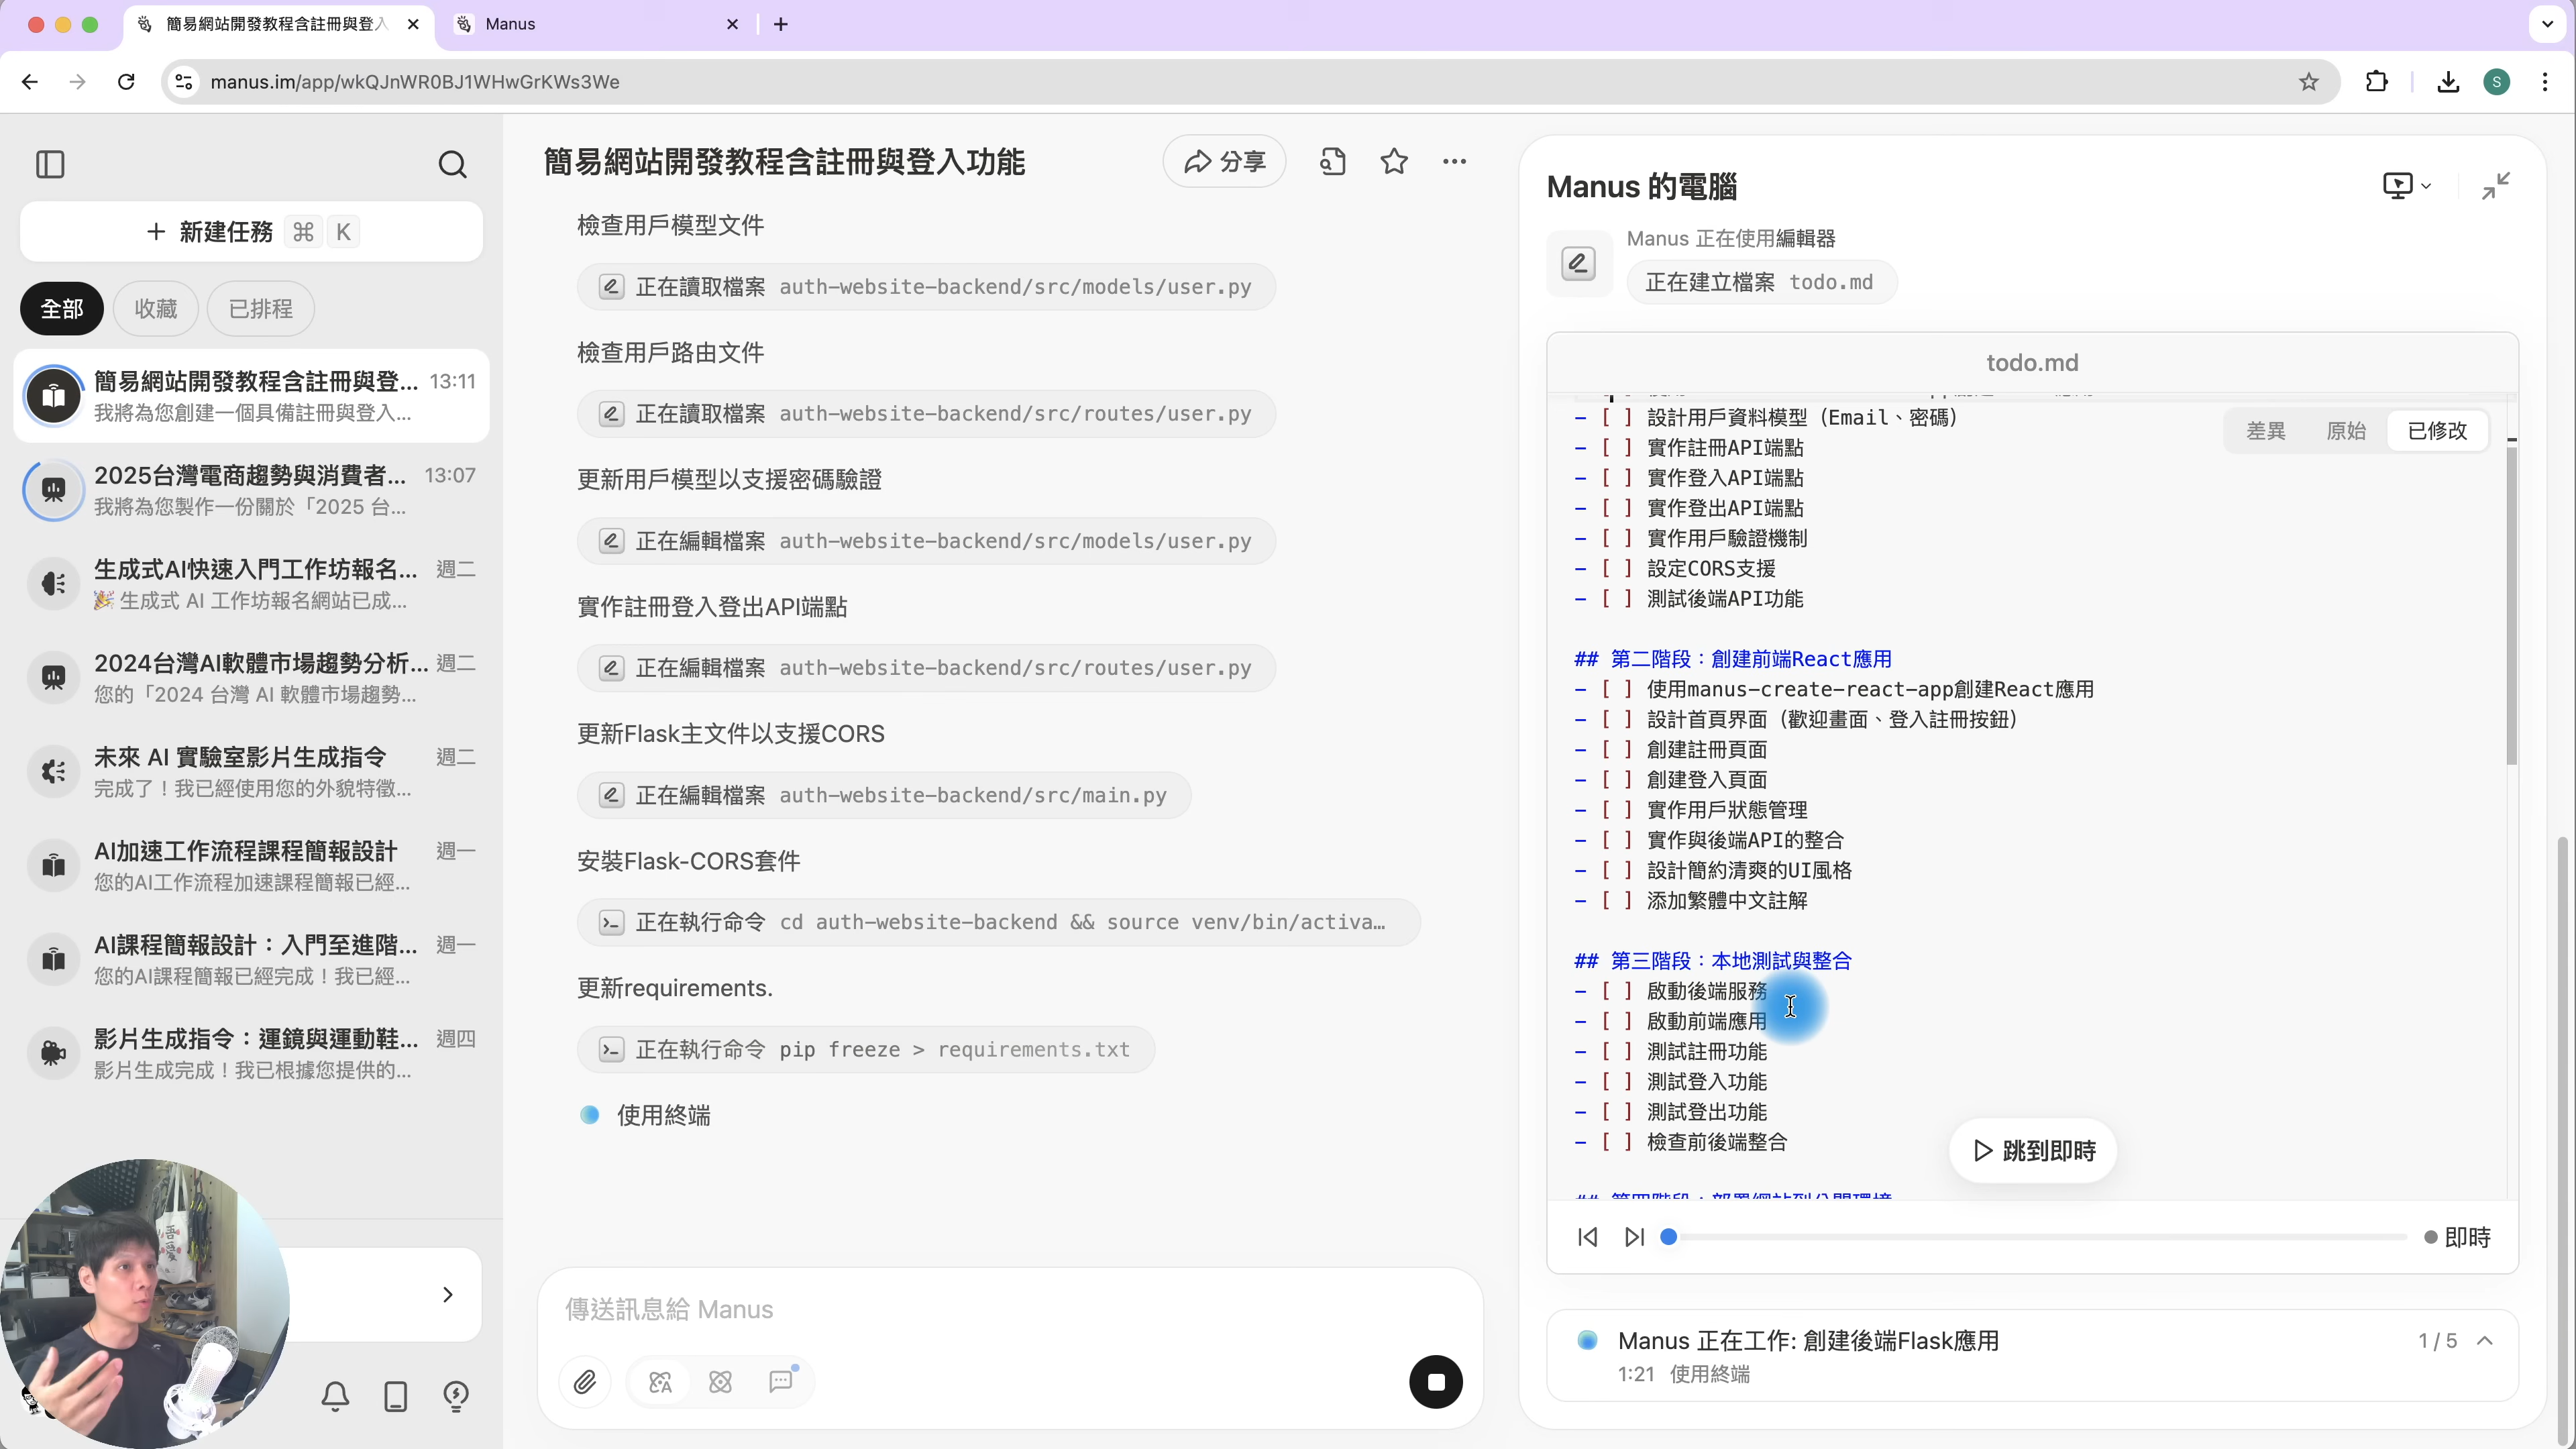 簡易網站開發教程含註冊與登入
Manus
manus.im/app/wkQJnWR0BJ1WHwGrKWs3We
S
新建任務 ⌘ K
全部
收藏
已排程
簡易網站開發教程含註冊與登... 13:11
我將為您創建一個具備註冊與登入...
2025台灣電商趨勢與消費者... 13:07
我將為您製作一份關於「2025 台...
生成式AI快速入門工作坊報名... 週二
🎉 生成式 AI 工作坊報名網站已成...
2024台灣AI軟體市場趨勢分析... 週二
您的「2024 台灣 AI 軟體市場趨勢...
未來 AI 實驗室影片生成指令 週二
完成了！我已經使用您的外貌特徵...
AI加速工作流程課程簡報設計 週一
您的AI工作流程加速課程簡報已經...
AI課程簡報設計：入門至進階... 週一
您的AI課程簡報已經完成！我已經...
影片生成指令：運鏡與運動鞋... 週四
影片生成完成！我已根據您提供的...
簡易網站開發教程含註冊與登入功能
分享
檢查用戶模型文件
正在讀取檔案 auth-website-backend/src/models/user.py
檢查用戶路由文件
正在讀取檔案 auth-website-backend/src/routes/user.py
更新用戶模型以支援密碼驗證
正在編輯檔案 auth-website-backend/src/models/user.py
實作註冊登入登出API端點
正在編輯檔案 auth-website-backend/src/routes/user.py
更新Flask主文件以支援CORS
正在編輯檔案 auth-website-backend/src/main.py
安裝Flask-CORS套件
正在執行命令 cd auth-website-backend && source venv/bin/activa…
更新requirements.
正在執行命令 pip freeze > requirements.txt
使用終端
傳送訊息給 Manus
Manus 的電腦
Manus 正在使用編輯器
正在建立檔案 todo.md
todo.md
差異
原始
已修改
- [ ] 設計用戶資料模型（Email、密碼）
- [ ] 實作註冊API端點
- [ ] 實作登入API端點
- [ ] 實作登出API端點
- [ ] 實作用戶驗證機制
- [ ] 設定CORS支援
- [ ] 測試後端API功能
## 第二階段：創建前端React應用
- [ ] 使用manus-create-react-app創建React應用
- [ ] 設計首頁界面（歡迎畫面、登入註冊按鈕）
- [ ] 創建註冊頁面
- [ ] 創建登入頁面
- [ ] 實作用戶狀態管理
- [ ] 實作與後端API的整合
- [ ] 設計簡約清爽的UI風格
- [ ] 添加繁體中文註解
## 第三階段：本地測試與整合
- [ ] 啟動後端服務
- [ ] 啟動前端應用
- [ ] 測試註冊功能
- [ ] 測試登入功能
- [ ] 測試登出功能
- [ ] 檢查前後端整合
## 第四階段：部署網站到公開環境
跳到即時
即時
Manus 正在工作: 創建後端Flask應用 1 / 5
1:21 使用終端